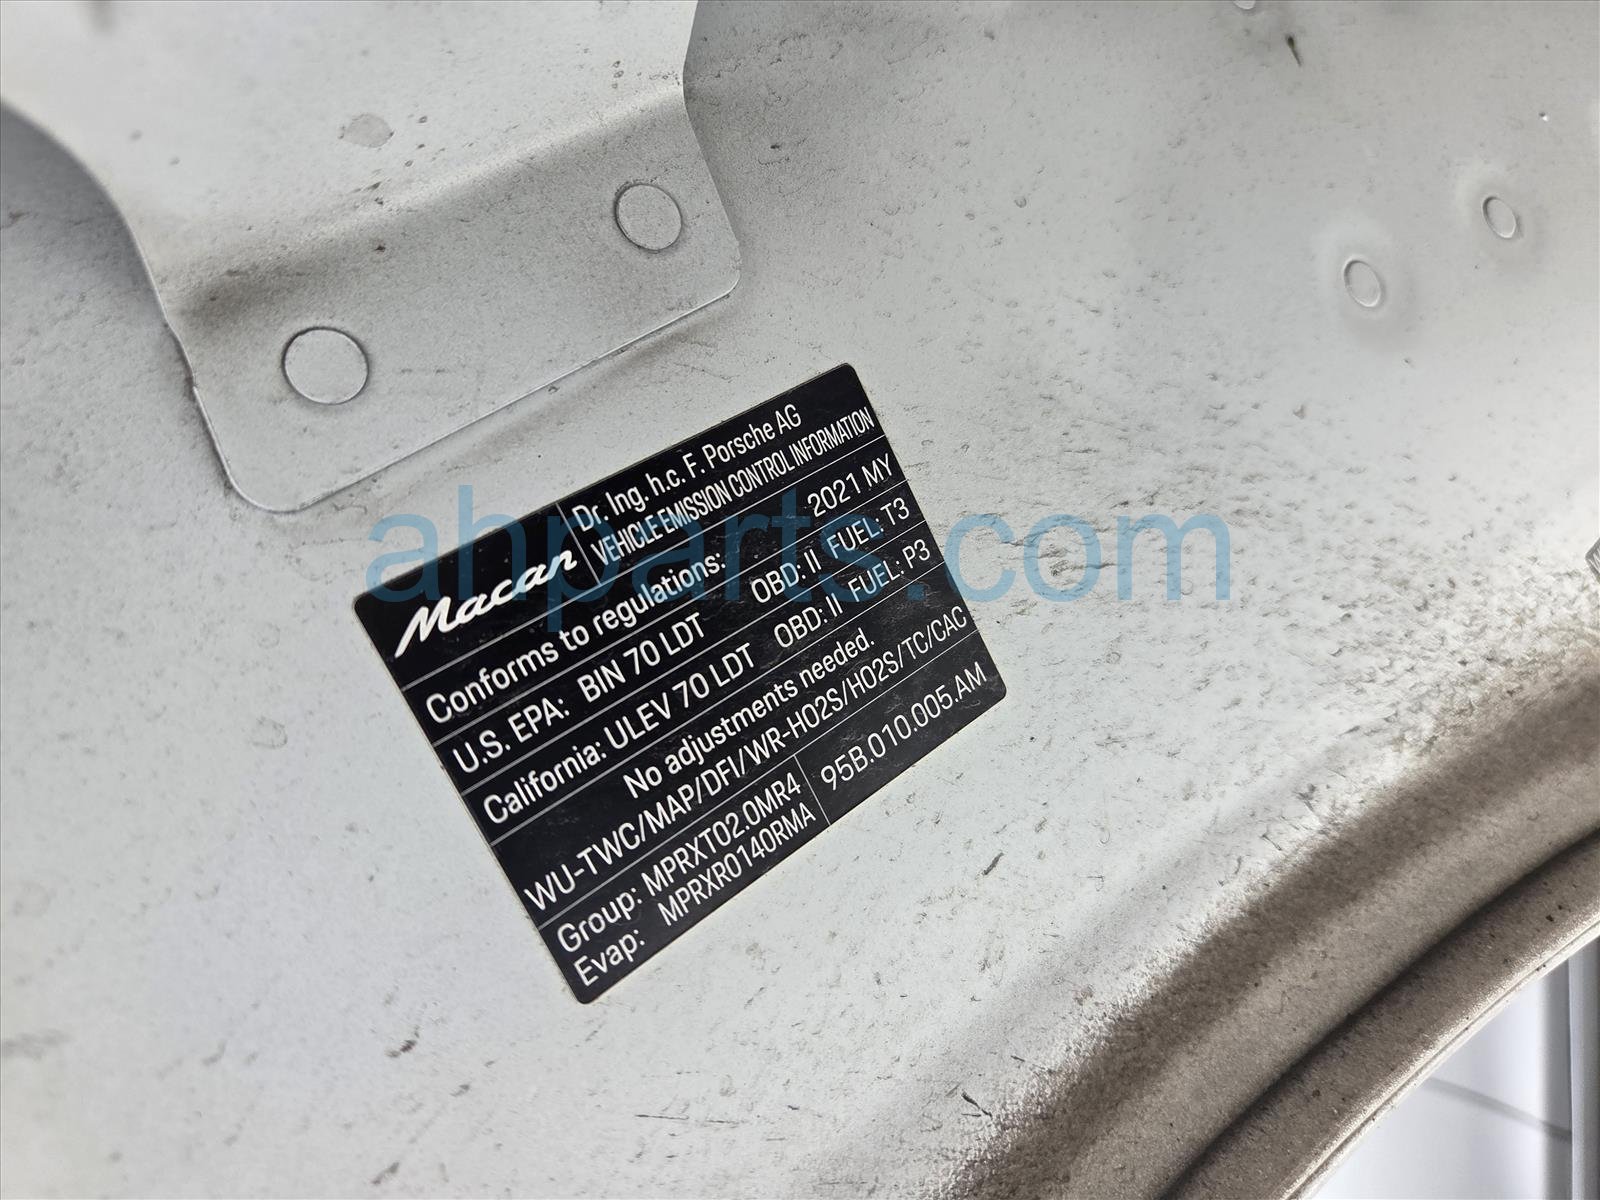 Macan
Dr. Ing. h.c. F. Porsche AG
VEHICLE EMISSION CONTROL INFORMATION
Conforms to regulations: 2021 MY
U.S. EPA: BIN 70 LDT OBD: II FUEL: T3
California: ULEV 70 LDT OBD: II FUEL: P3
No adjustments needed.
WU-TWC/MAP/DFI/WR-HO2S/HO2S/TC/CAC
Group: MPRXT02.0MR4
Evap: MPRXR0140RMA
95B.010.005.AM
ahparts.com